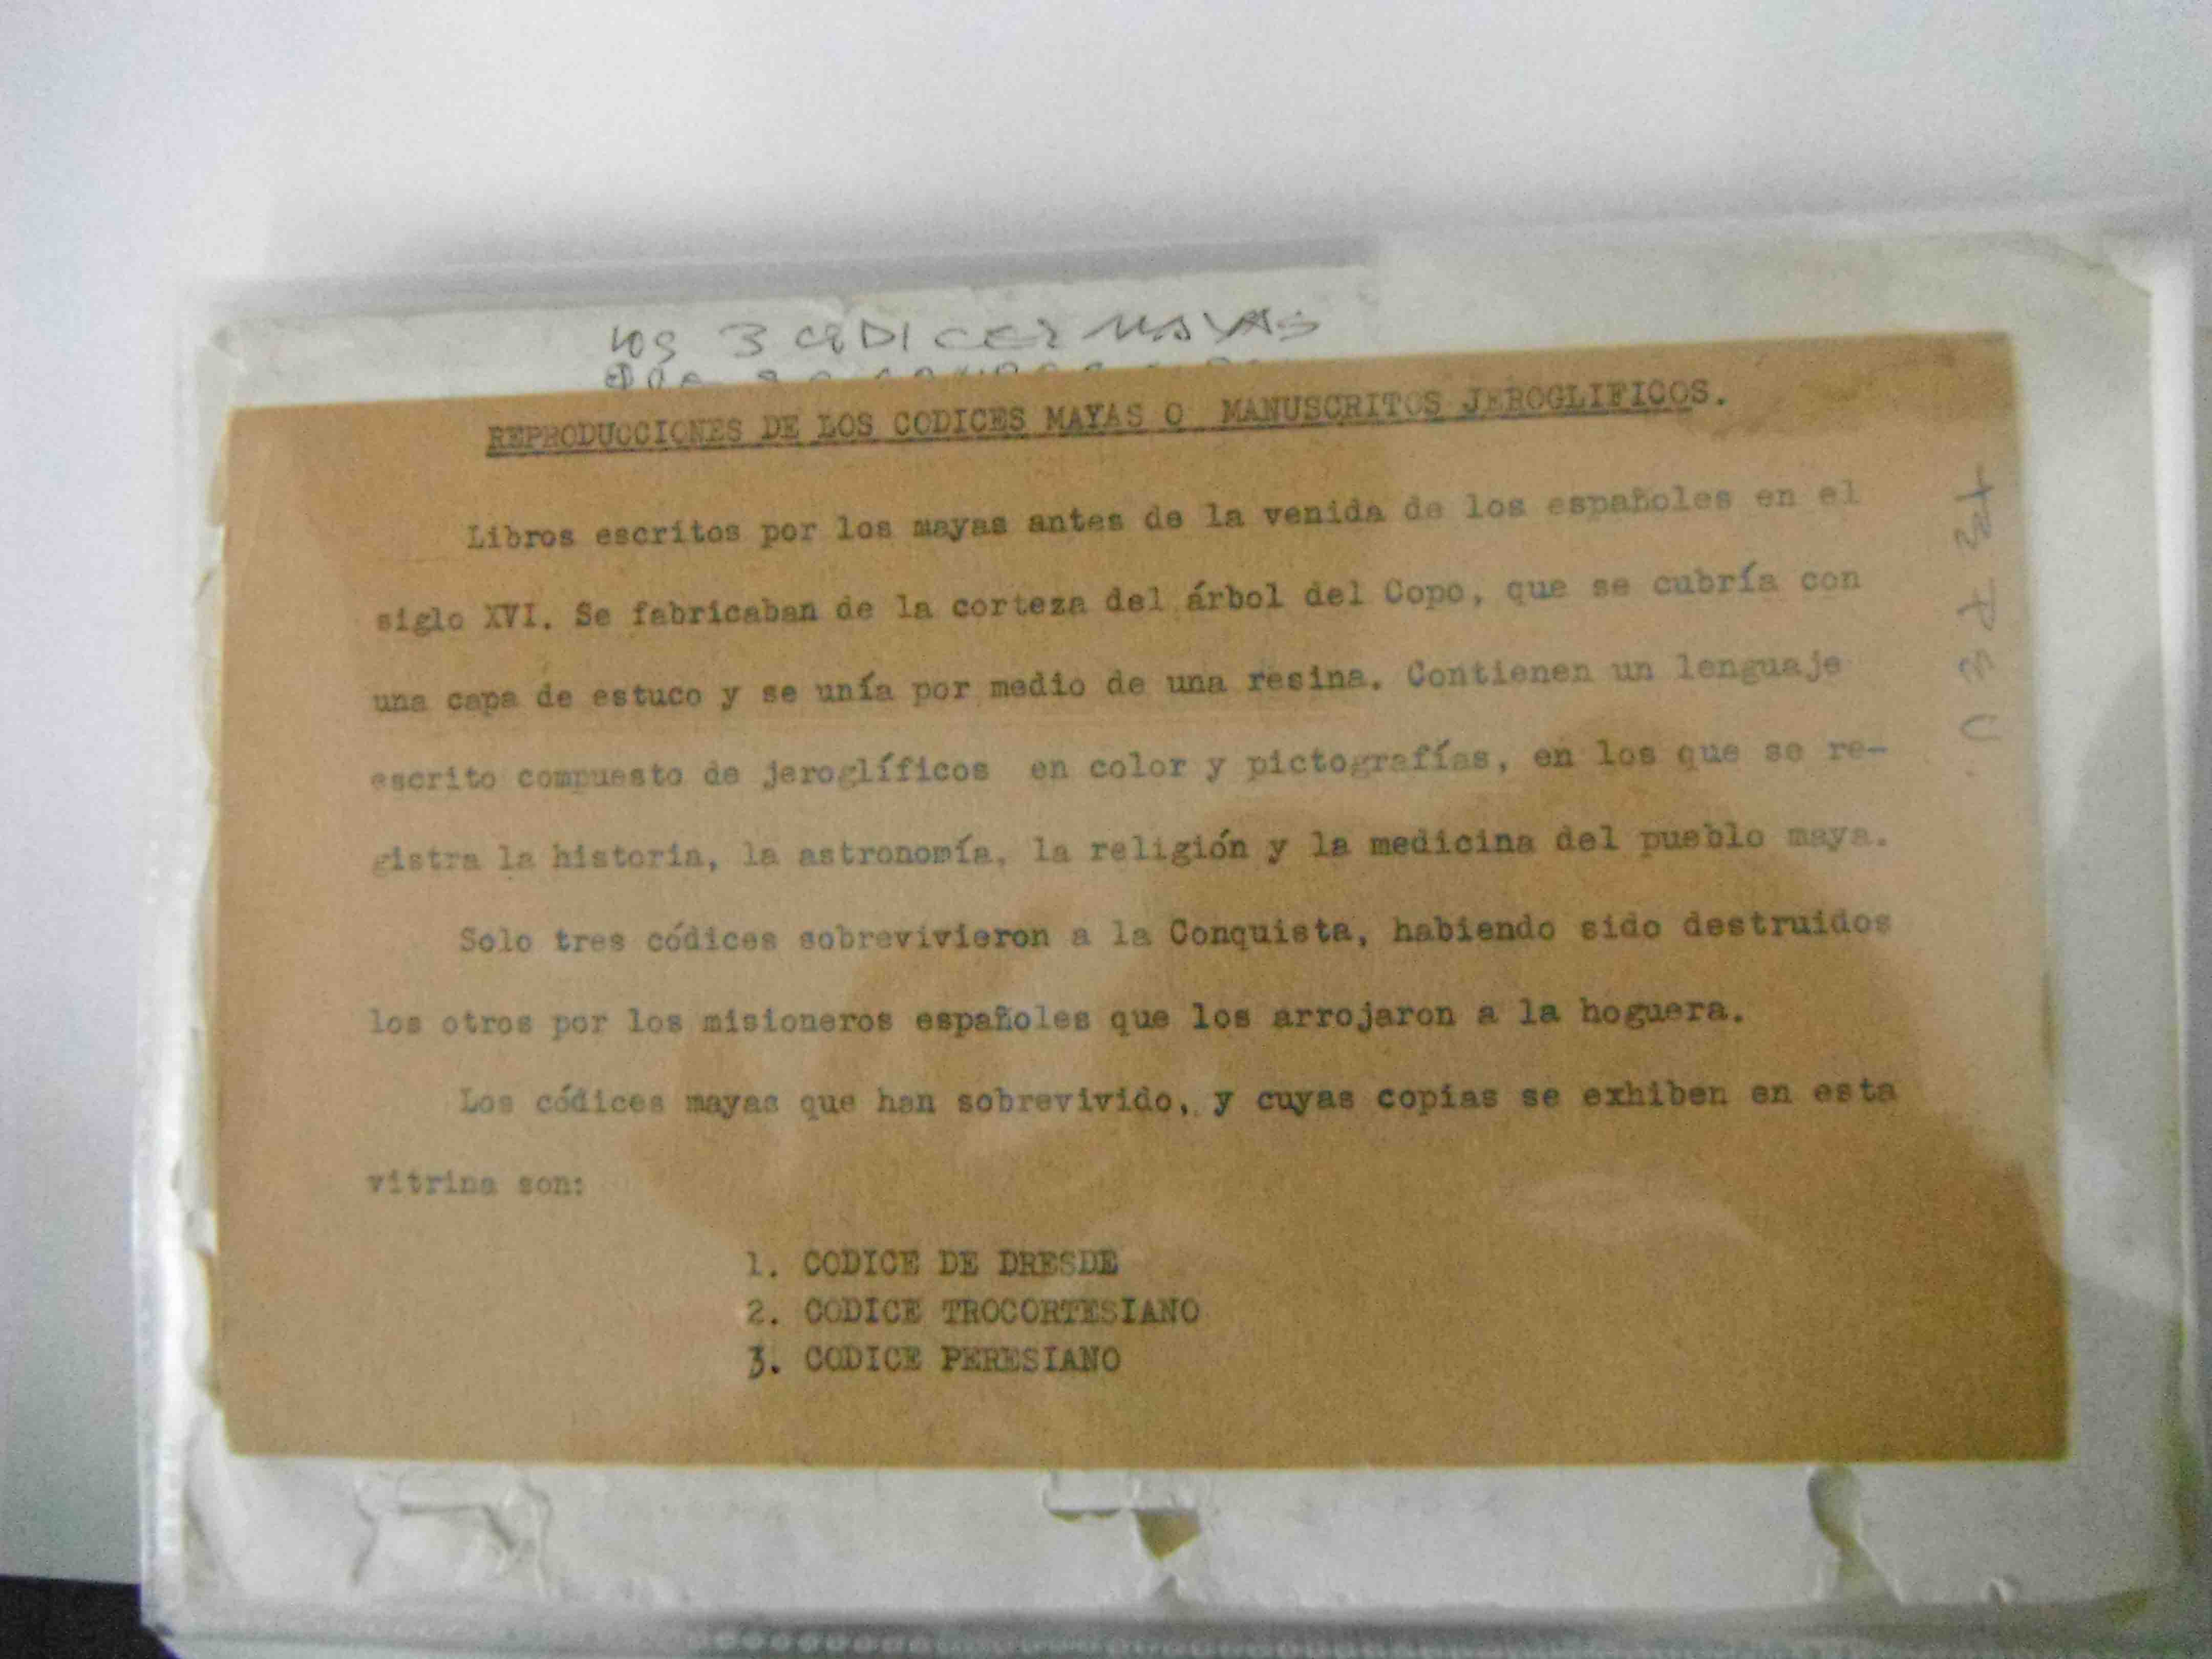 LOS 3 CODICES MAYAS
REPRODUCCIONES DE LOS CODICES MAYAS O MANUSCRITOS JEROGLIFICOS.
Libros escritos por los mayas antes de la venida de los españoles en el
siglo XVI. Se fabricaban de la corteza del árbol del Copo, que se cubría con
una capa de estuco y se unía por medio de una resina. Contienen un lenguaje
escrito compuesto de jeroglíficos en color y pictografías, en los que se re-
gistra la historia, la astronomía, la religión y la medicina del pueblo maya.
Solo tres códices sobrevivieron a la Conquista, habiendo sido destruidos
los otros por los misioneros españoles que los arrojaron a la hoguera.
Los códices mayas que han sobrevivido, y cuyas copias se exhiben en esta
vitrina son:
1. CODICE DE DRESDE
2. CODICE TROCORTESIANO
3. CODICE PERESIANO